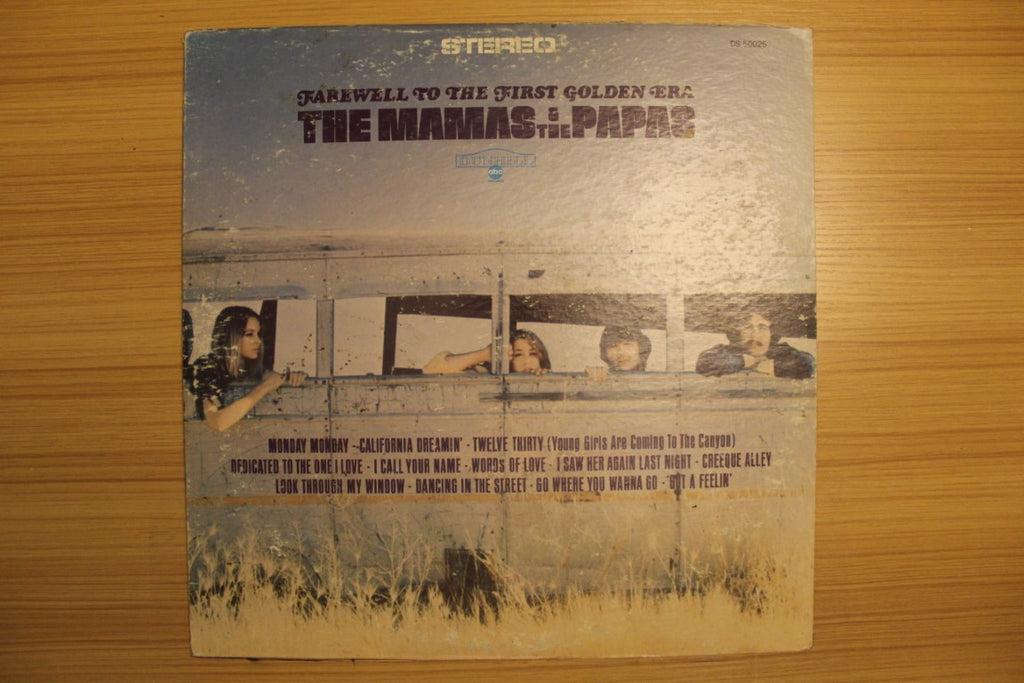 STEREO
DS 50025
FAREWELL TO THE FIRST GOLDEN ERA
THE MAMAS & THE PAPAS
DUNHILL
abc
MONDAY MONDAY - CALIFORNIA DREAMIN' - TWELVE THIRTY (Young Girls Are Coming To The Canyon)
DEDICATED TO THE ONE I LOVE - I CALL YOUR NAME - WORDS OF LOVE - I SAW HER AGAIN LAST NIGHT - CREEQUE ALLEY
LOOK THROUGH MY WINDOW - DANCING IN THE STREET - GO WHERE YOU WANNA GO - GOT A FEELIN'